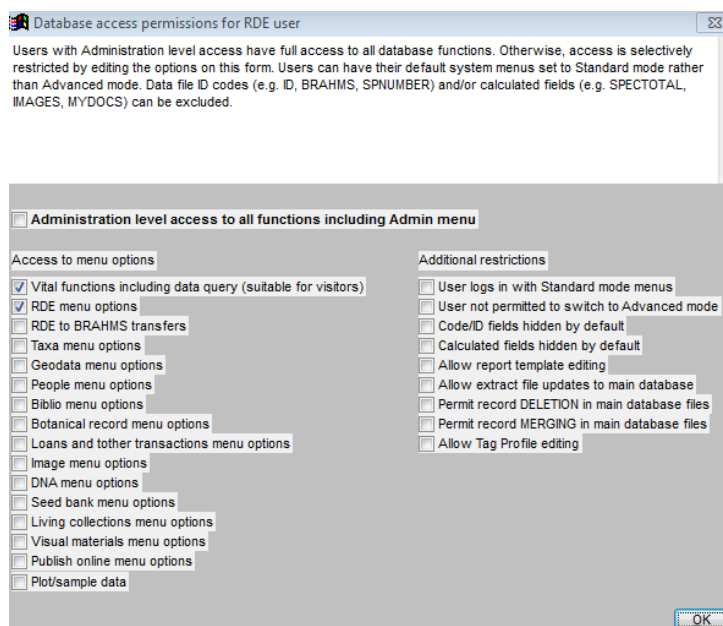 Database access permissions for RDE user
Users with Administration level access have full access to all database functions. Otherwise, access is selectively
restricted by editing the options on this form. Users can have their default system menus set to Standard mode rather
than Advanced mode. Data file ID codes (e.g. ID, BRAHMS, SPNUMBER) and/or calculated fields (e.g. SPECTOTAL,
IMAGES, MYDOCS) can be excluded.
Administration level access to all functions including Admin menu
Access to menu options
Vital functions including data query (suitable for visitors)
RDE menu options
RDE to BRAHMS transfers
Taxa menu options
Geodata menu options
People menu options
Biblio menu options
Botanical record menu options
Loans and tother transactions menu options
Image menu options
DNA menu options
Seed bank menu options
Living collections menu options
Visual materials menu options
Publish online menu options
Plot/sample data
Additional restrictions
User logs in with Standard mode menus
User not permitted to switch to Advanced mode
Code/ID fields hidden by default
Calculated fields hidden by default
Allow report template editing
Allow extract file updates to main database
Permit record DELETION in main database files
Permit record MERGING in main database files
Allow Tag Profile editing
OK